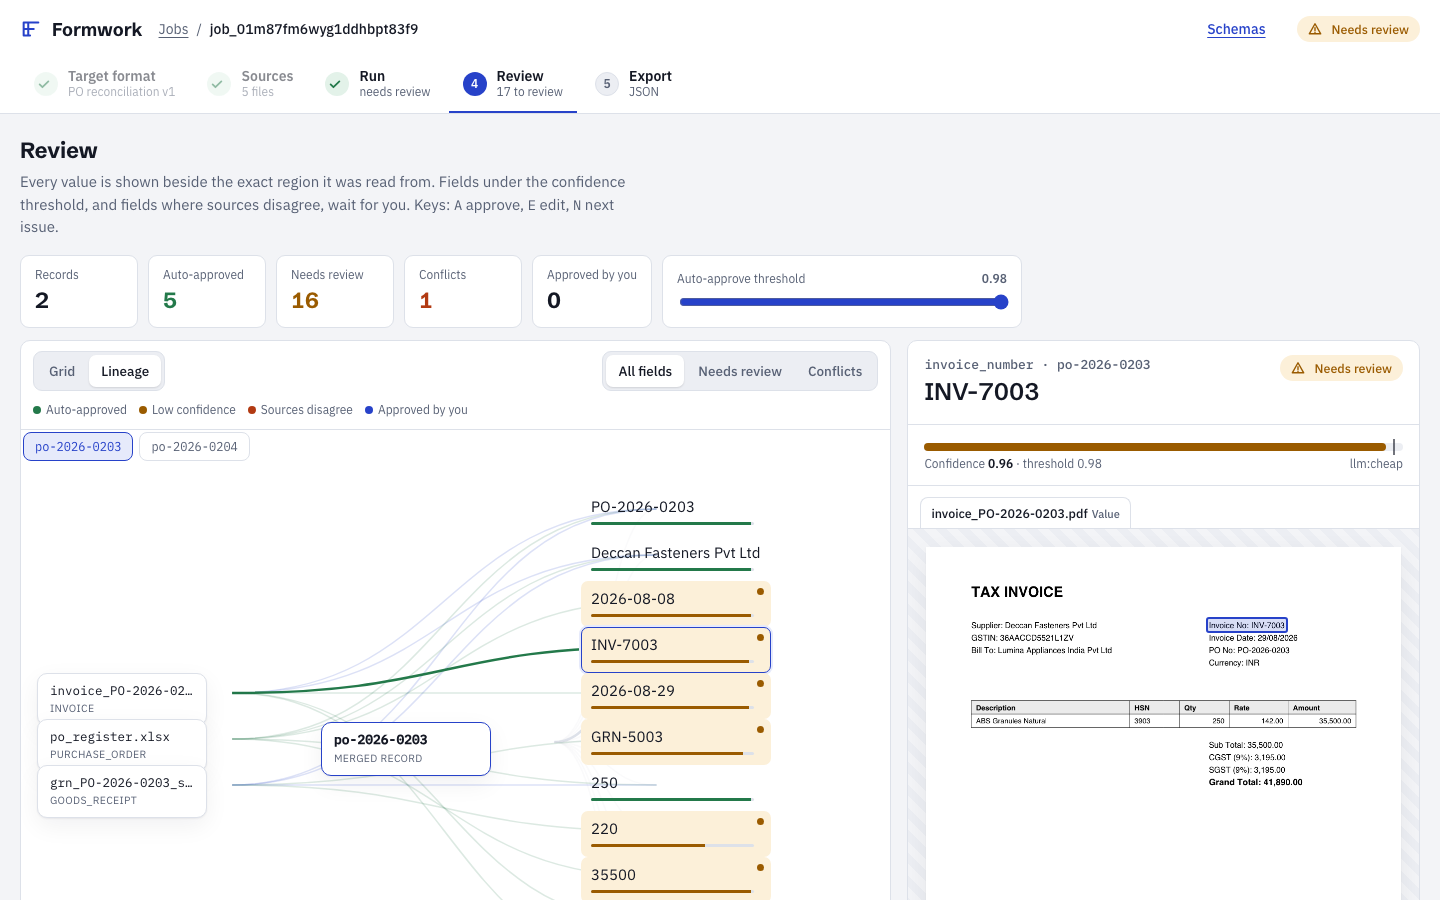 Formwork
Jobs / job_01m87fm6wyg1ddhbpt83f9
Schemas
Needs review
Target format
PO reconciliation v1
Sources
5 files
Run
needs review
4
Review
17 to review
5
Export
JSON
Review
Every value is shown beside the exact region it was read from. Fields under the confidence
threshold, and fields where sources disagree, wait for you. Keys: A approve, E edit, N next
issue.
Records
2
Auto-approved
5
Needs review
16
Conflicts
1
Approved by you
0
Auto-approve threshold 0.98
Grid Lineage
All fields Needs review Conflicts
Auto-approved Low confidence Sources disagree Approved by you
po-2026-0203 po-2026-0204
invoice_PO-2026-02…
INVOICE
po_register.xlsx
PURCHASE_ORDER
grn_PO-2026-0203_s…
GOODS_RECEIPT
po-2026-0203
MERGED RECORD
PO-2026-0203
Deccan Fasteners Pvt Ltd
2026-08-08
INV-7003
2026-08-29
GRN-5003
250
220
35500
invoice_number · po-2026-0203
INV-7003
Needs review
Confidence 0.96 · threshold 0.98
llm:cheap
invoice_PO-2026-0203.pdf Value
TAX INVOICE
Supplier: Deccan Fasteners Pvt Ltd
GSTIN: 36AACCD5521L1ZV
Bill To: Lumina Appliances India Pvt Ltd
Invoice No: INV-7003
Invoice Date: 29/08/2026
PO No: PO-2026-0203
Currency: INR
Description HSN Qty Rate Amount
ABS Granules Natural 3903 250 142.00 35,500.00
Sub Total: 35,500.00
CGST (9%): 3,195.00
SGST (9%): 3,195.00
Grand Total: 41,890.00